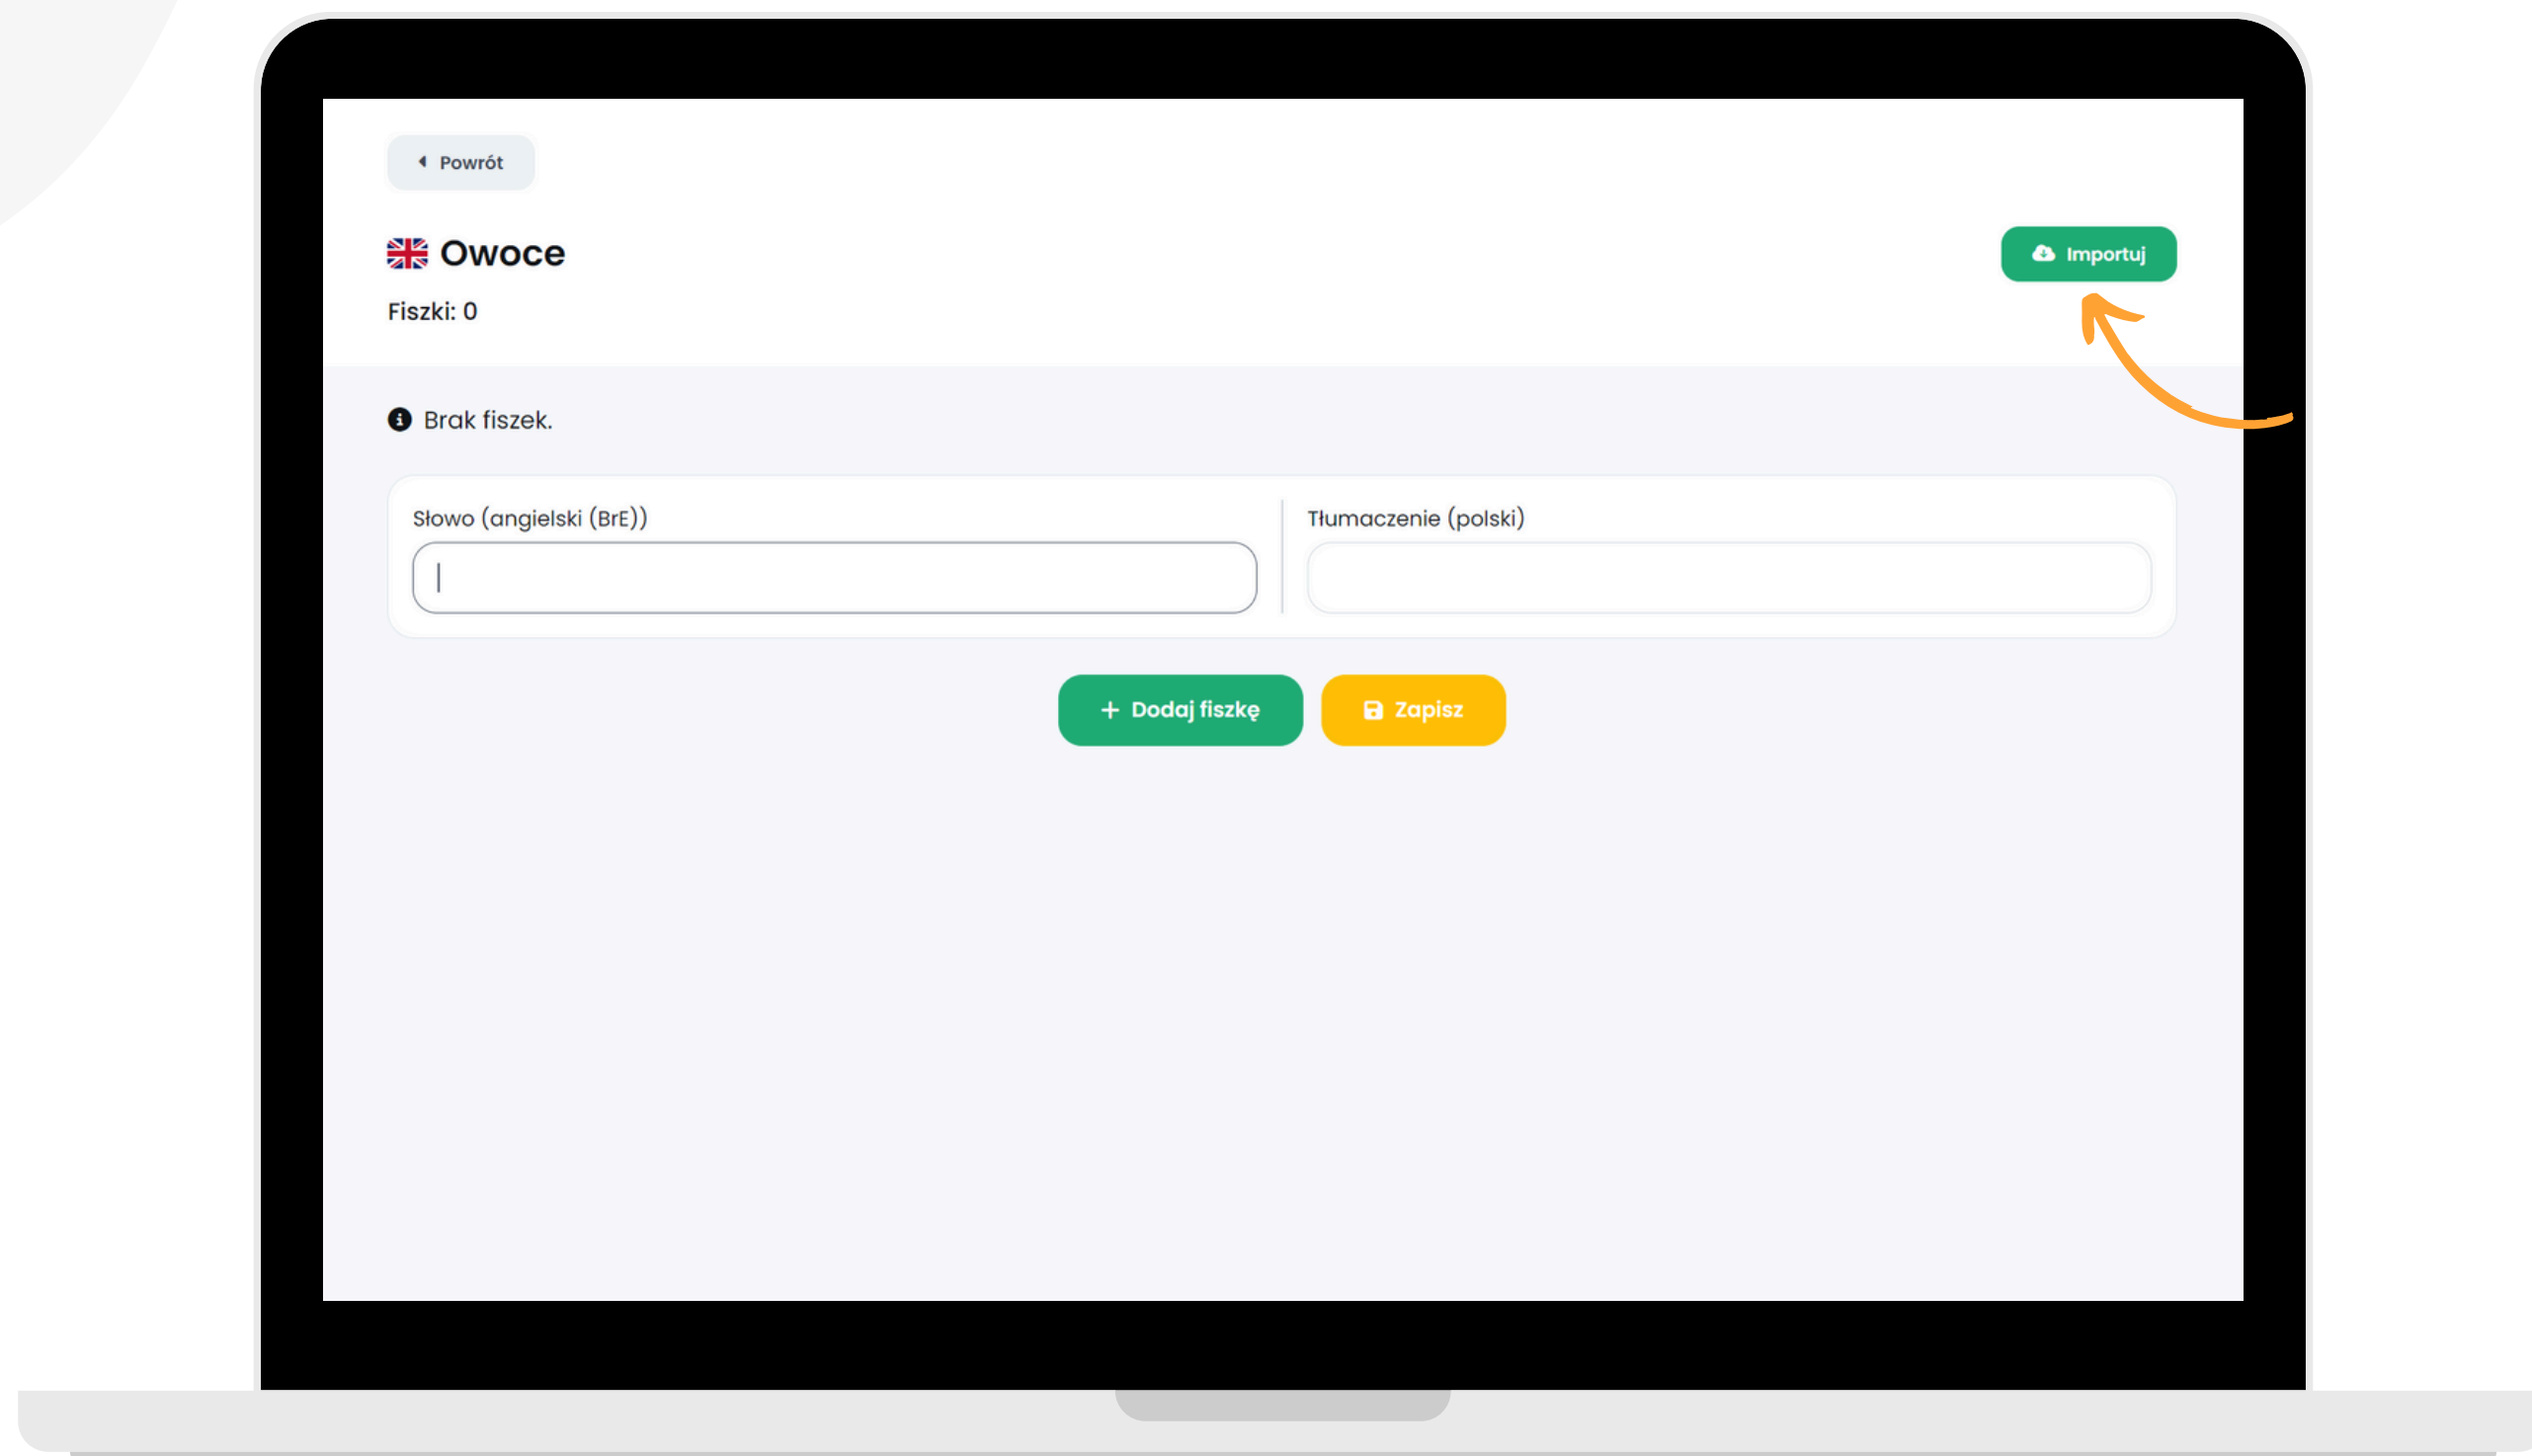 Powrót
Owoce
Importuj
Fiszki: 0
Brak fiszek.
Słowo (angielski (BrE))
Tłumaczenie (polski)
Dodaj fiszkę
Zapisz